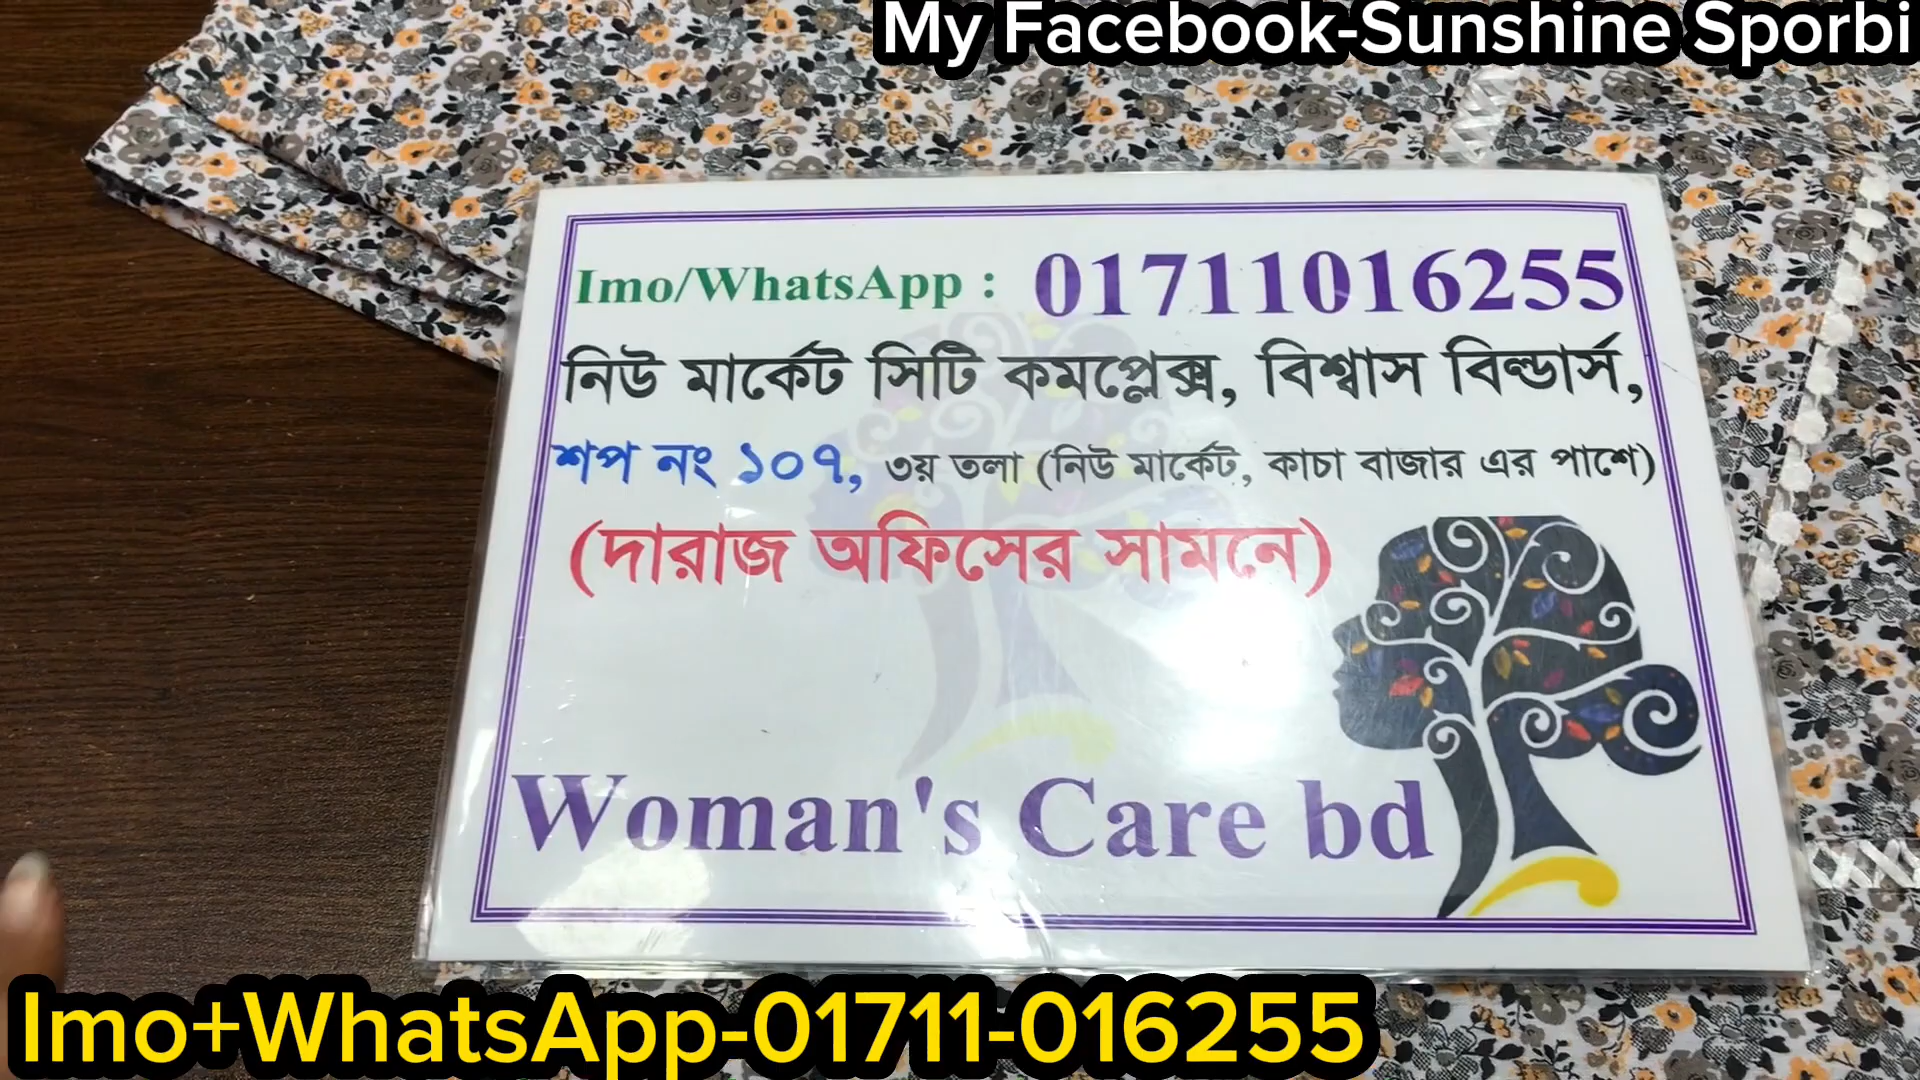 My Facebook-Sunshine Sporbi
Imo/WhatsApp : 01711016255
নিউ মার্কেট সিটি কমপ্লেক্স, বিশ্বাস বিল্ডার্স,
শপ নং ১০৭, ৩য় তলা (নিউ মার্কেট, কাচা বাজার এর পাশে)
(দারাজ অফিসের সামনে)
Woman's Care bd
Imo+WhatsApp-01711-016255